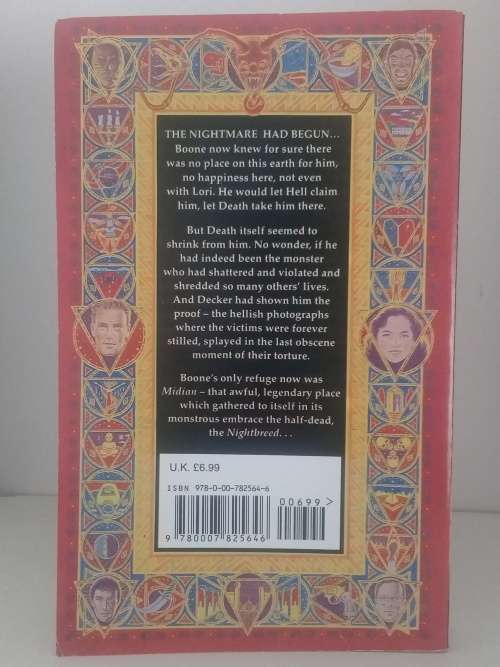 THE NIGHTMARE HAD BEGUN...
Boone now knew for sure there
was no place on this earth for him,
no happiness here, not even
with Lori. He would let Hell claim
him, let Death take him there.
But Death itself seemed to
shrink from him. No wonder, if he
had indeed been the monster
who had shattered and violated and
shredded so many others' lives.
And Decker had shown him the
proof – the hellish photographs
where the victims were forever
stilled, splayed in the last obscene
moment of their torture.
Boone's only refuge now was
Midian – that awful, legendary place
which gathered to itself in its
monstrous embrace the half-dead,
the Nightbreed...
U.K. £6.99
ISBN 978-0-00-782564-6
00699 >
9 780007 825646